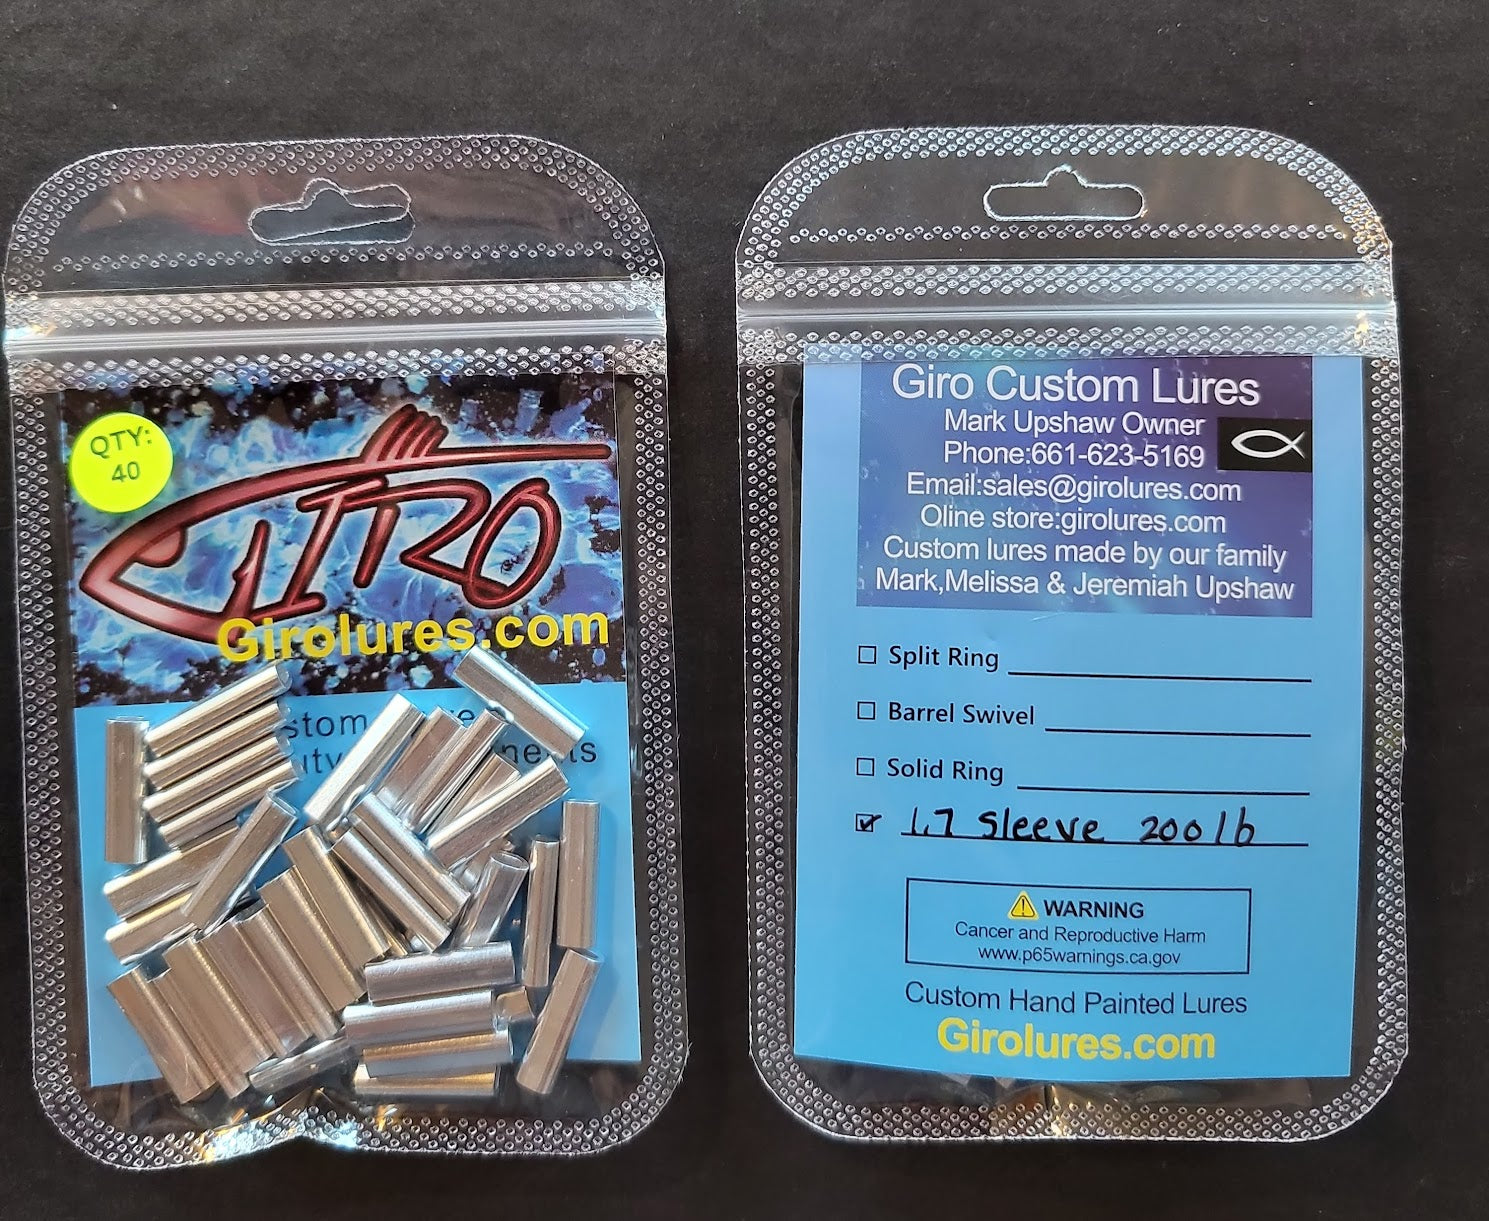 QTY:
40
GIRO
Girolures.com
Giro Custom Lures
Mark Upshaw Owner
Phone:661-623-5169
Email:sales@girolures.com
Oline store:girolures.com
Custom lures made by our family
Mark,Melissa & Jeremiah Upshaw
Split Ring
Barrel Swivel
Solid Ring
1.7 Sleeve 200lb
WARNING
Cancer and Reproductive Harm
www.p65warnings.ca.gov
Custom Hand Painted Lures
Girolures.com